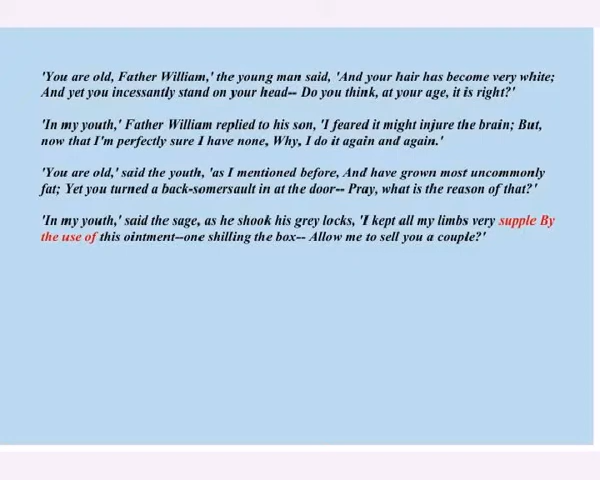 'You are old, Father William,' the young man said, 'And your hair has become very white;
And yet you incessantly stand on your head-- Do you think, at your age, it is right?'
'In my youth,' Father William replied to his son, 'I feared it might injure the brain; But,
now that I'm perfectly sure I have none, Why, I do it again and again.'
'You are old,' said the youth, 'as I mentioned before, And have grown most uncommonly
fat; Yet you turned a back-somersault in at the door-- Pray, what is the reason of that?'
'In my youth,' said the sage, as he shook his grey locks, 'I kept all my limbs very supple By
the use of this ointment--one shilling the box-- Allow me to sell you a couple?'